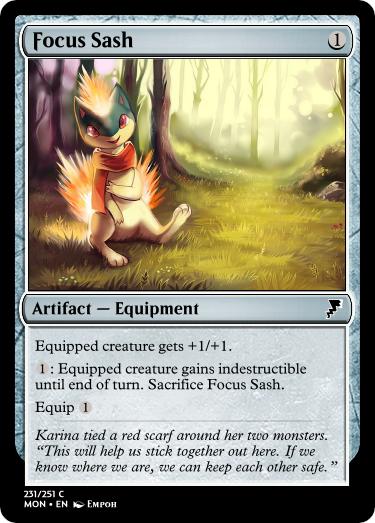 Focus Sash 1
Artifact — Equipment
Equipped creature gets +1/+1.
1 : Equipped creature gains indestructible
until end of turn. Sacrifice Focus Sash.
Equip 1
Karina tied a red scarf around her two monsters.
“This will help us stick together out here. If we
know where we are, we can keep each other safe.”
231/251 C
MON • EN Empoh